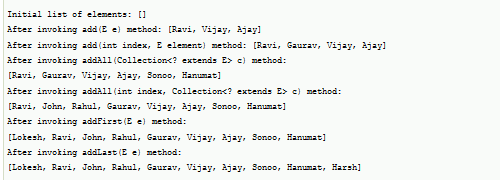 Initial list of elements: []
After invoking add(E e) method: [Ravi, Vijay, Ajay]
After invoking add(int index, E element) method: [Ravi, Gaurav, Vijay, Ajay]
After invoking addAll(Collection<? extends E> c) method:
[Ravi, Gaurav, Vijay, Ajay, Sonoo, Hanumat]
After invoking addAll(int index, Collection<? extends E> c) method:
[Ravi, John, Rahul, Gaurav, Vijay, Ajay, Sonoo, Hanumat]
After invoking addFirst(E e) method:
[Lokesh, Ravi, John, Rahul, Gaurav, Vijay, Ajay, Sonoo, Hanumat]
After invoking addLast(E e) method:
[Lokesh, Ravi, John, Rahul, Gaurav, Vijay, Ajay, Sonoo, Hanumat, Harsh]